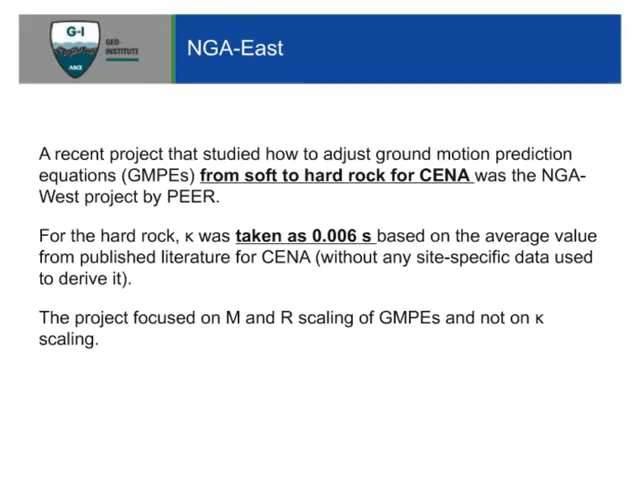 G-I
GEO-
INSTITUTE
ASCE
NGA-East
A recent project that studied how to adjust ground motion prediction
equations (GMPEs) from soft to hard rock for CENA was the NGA-
West project by PEER.
For the hard rock, κ was taken as 0.006 s based on the average value
from published literature for CENA (without any site-specific data used
to derive it).
The project focused on M and R scaling of GMPEs and not on κ
scaling.